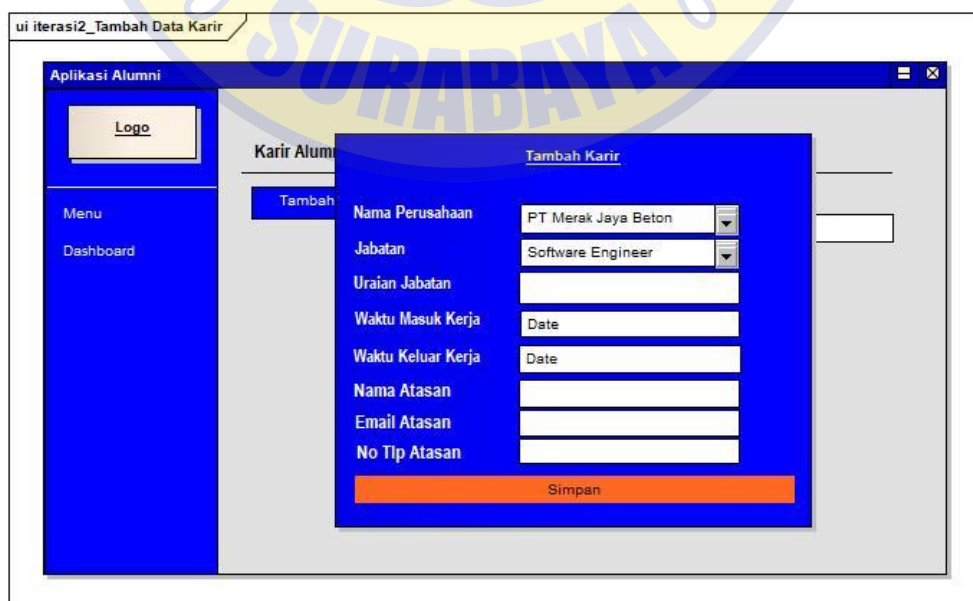 SURABAYA
ui iterasi2_Tambah Data Karir
Aplikasi Alumni
Logo
Menu
Dashboard
Karir Alumni
Tambah
Tambah Karir
Nama Perusahaan
PT Merak Jaya Beton
Jabatan
Software Engineer
Uraian Jabatan
Waktu Masuk Kerja
Date
Waktu Keluar Kerja
Date
Nama Atasan
Email Atasan
No Tlp Atasan
Simpan